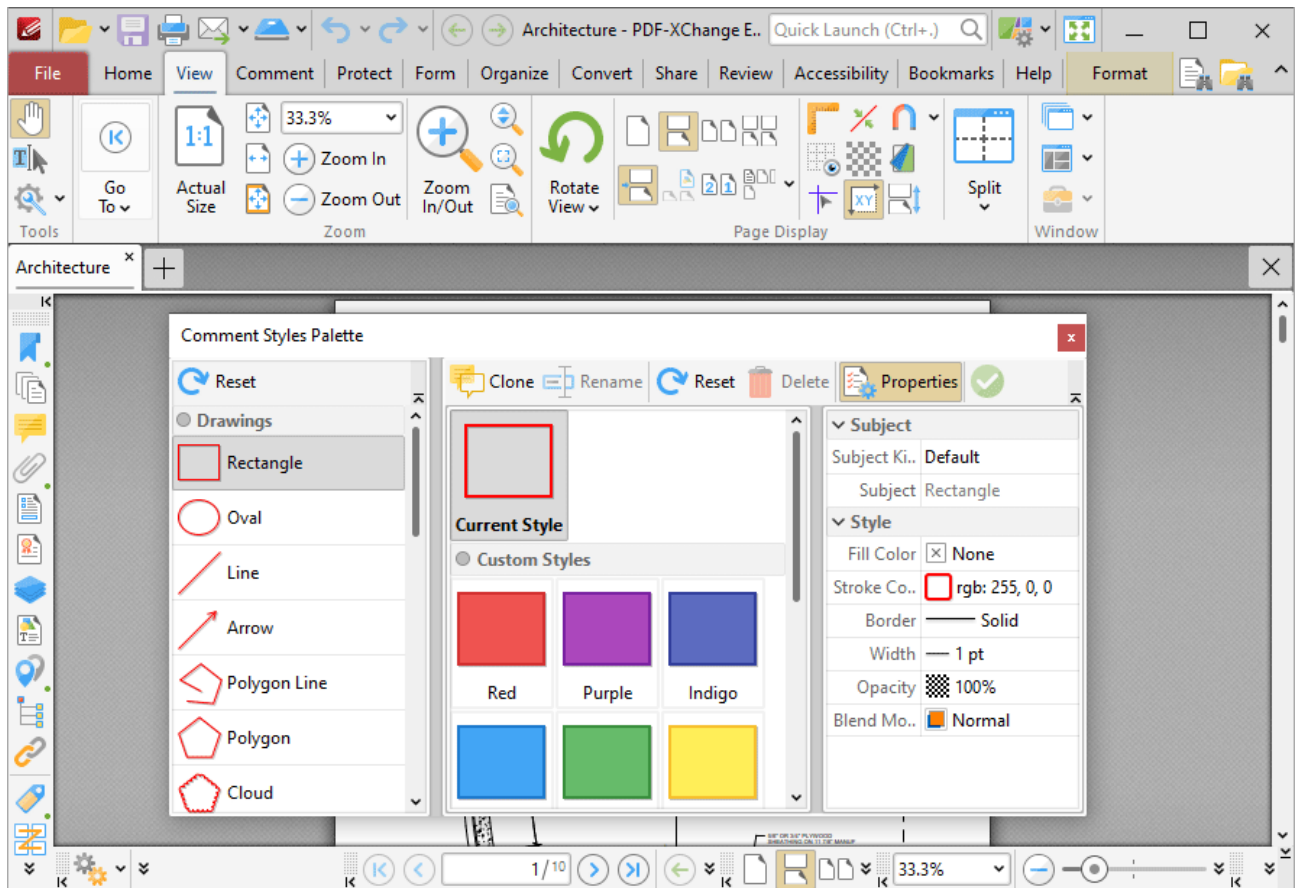 Architecture - PDF-XChange E.. Quick Launch (Ctrl+.)
File Home View Comment Protect Form Organize Convert Share Review Accessibility Bookmarks Help Format
1:1 33.3%
Zoom In
Go To Actual Size Zoom Out Zoom In/Out Rotate View 2 1 XY Split
Tools Zoom Page Display Window
Architecture
Comment Styles Palette
Reset Clone Rename Reset Delete Properties
Drawings
Rectangle
Oval
Line
Arrow
Polygon Line
Polygon
Cloud
Current Style
Custom Styles
Red Purple Indigo
Subject
Subject Ki.. Default
Subject Rectangle
Style
Fill Color None
Stroke Co.. rgb: 255, 0, 0
Border Solid
Width 1 pt
Opacity 100%
Blend Mo.. Normal
1/10 33.3%